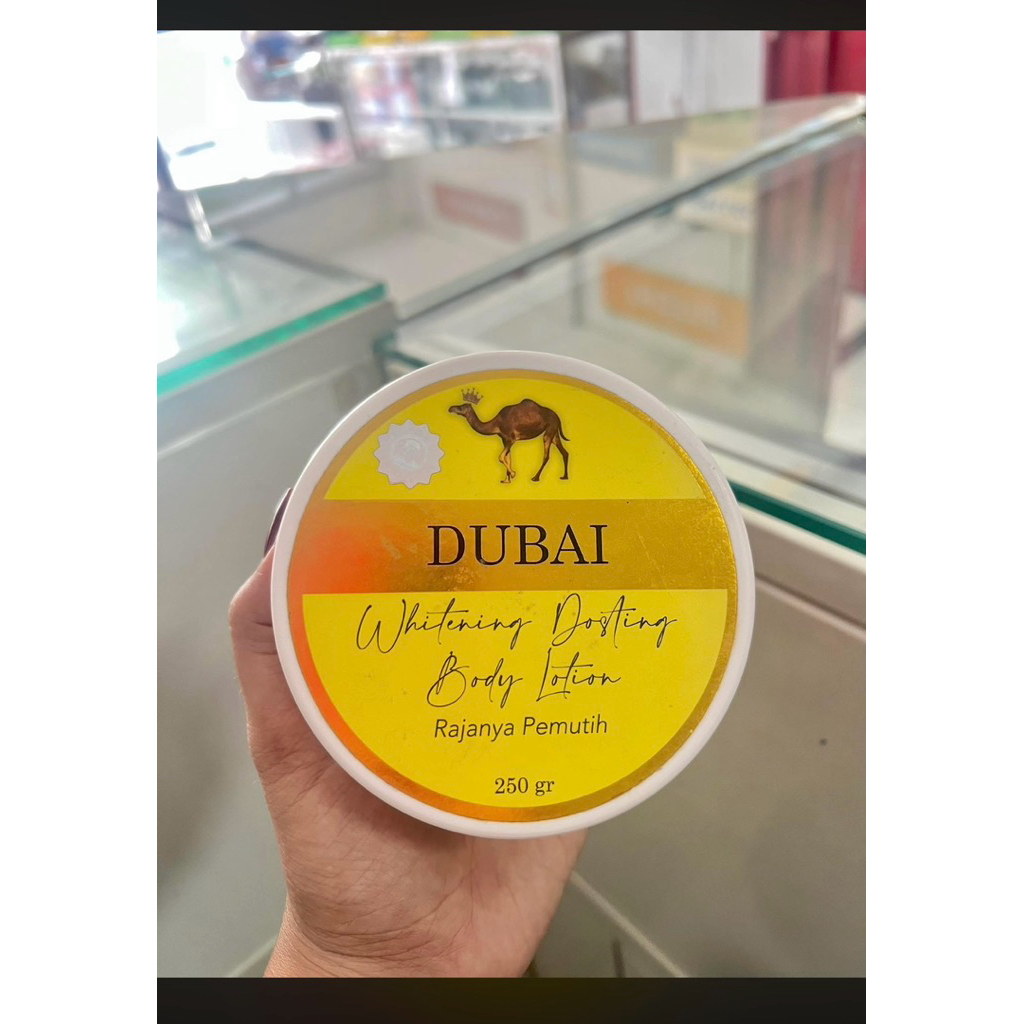 DUBAI
Whitening Dosting
Body Lotion
Rajanya Pemutih
250 gr